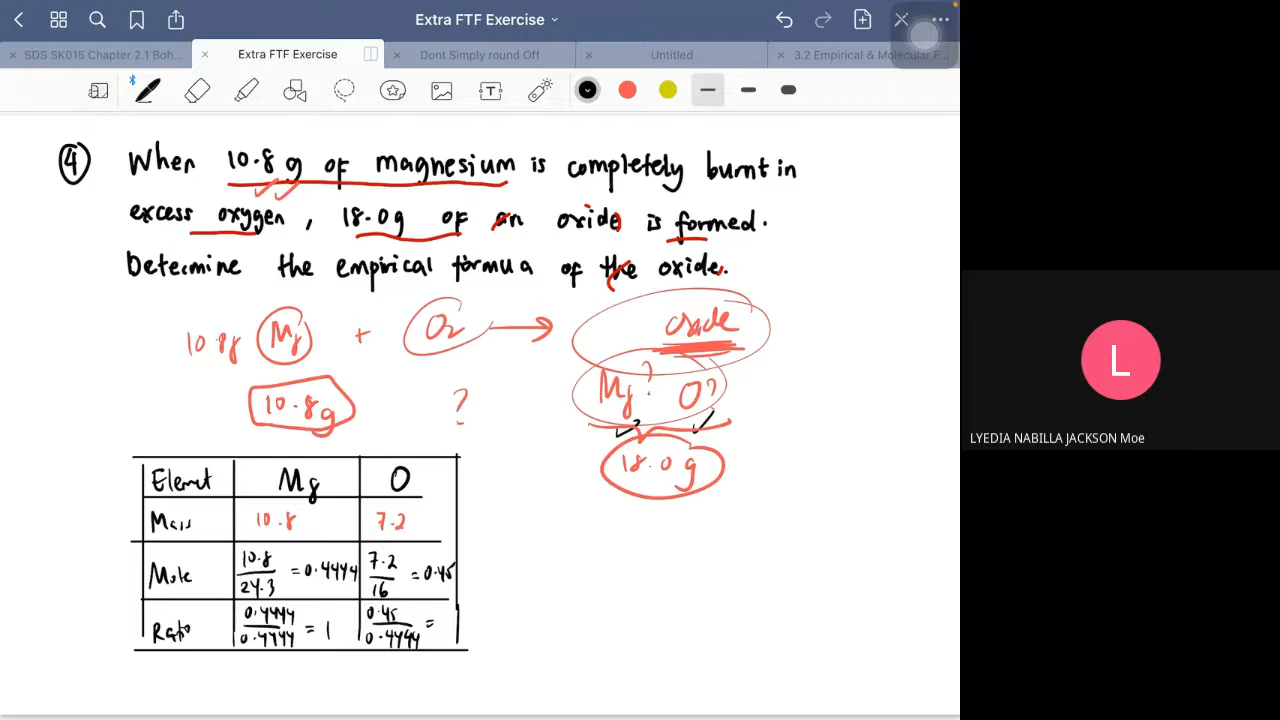 Extra FTF Exercise
SDS SK015 Chapter 2.1 Boh...
Extra FTF Exercise
Dont Simply round Off
Untitled
3.2 Empirical & Molecular F...
④ When 10.8 g of magnesium is completely burnt in
excess oxygen, 18.0g of an oxide is formed.
Determine the empirical formua of the oxide.
10.8g Mg + O2 → oxide
10.8g ? Mg? O?
18.0 g
Element Mg O
Mass 10.8 7.2
Mole 10.8/24.3 = 0.4444 7.2/16 = 0.45
Ratio 0.4444/0.4444 = 1 0.45/0.4444 = 1
L
LYEDIA NABILLA JACKSON Moe